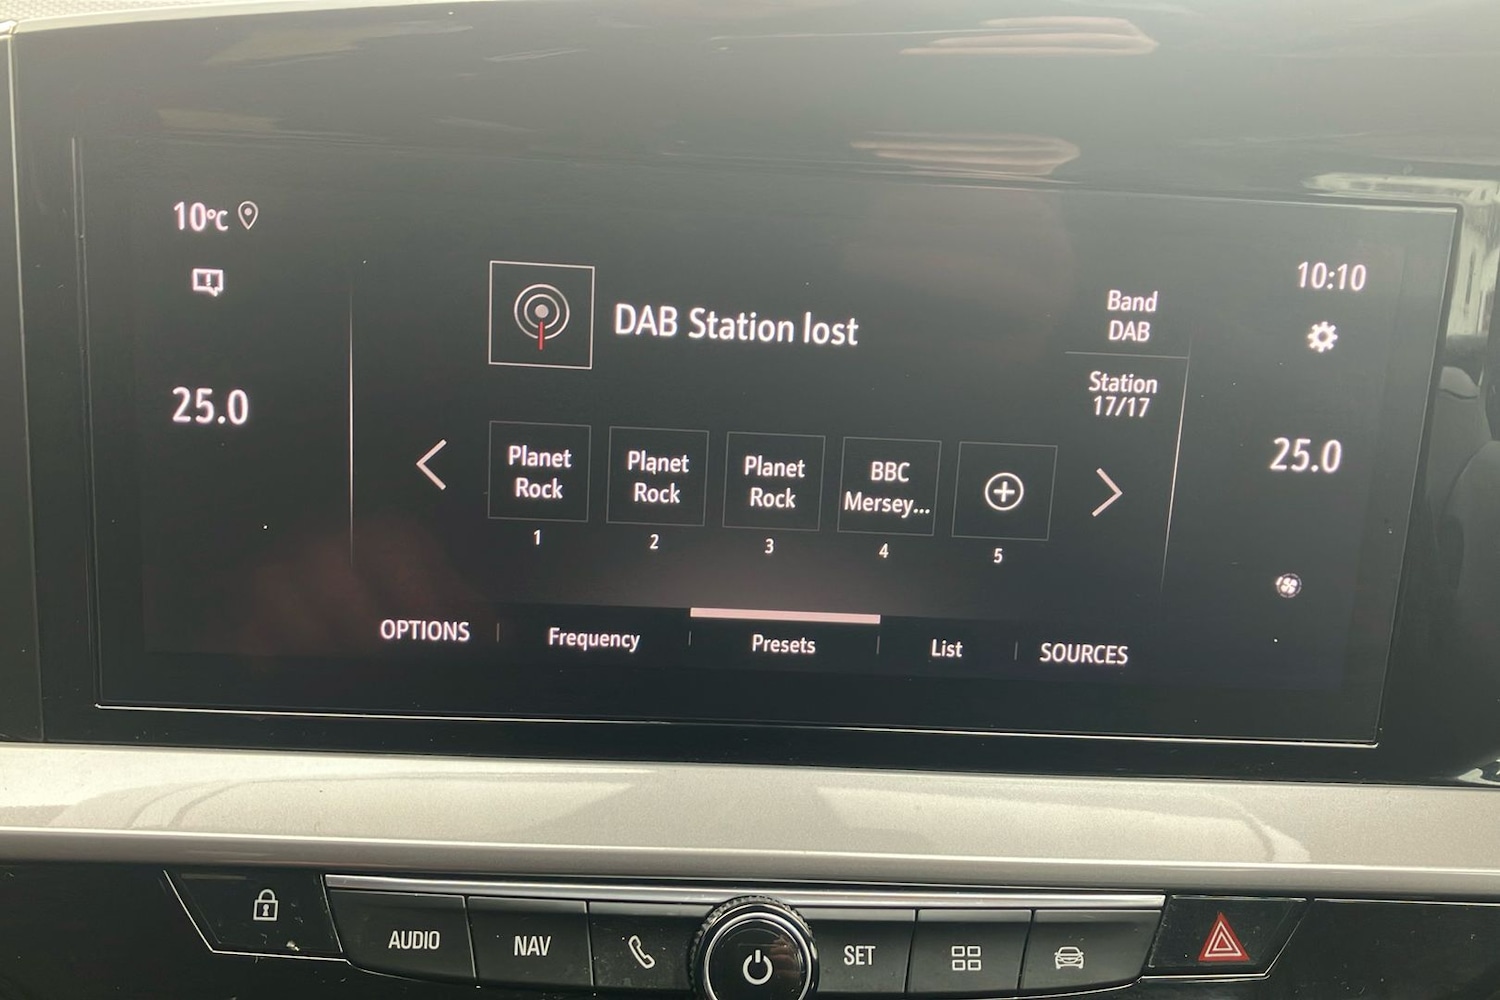 10°C
10:10
DAB Station lost
Band
DAB
Station
17/17
25.0
25.0
Planet
Rock
1
Planet
Rock
2
Planet
Rock
3
BBC
Mersey...
4
5
OPTIONS
Frequency
Presets
List
SOURCES
AUDIO
NAV
SET